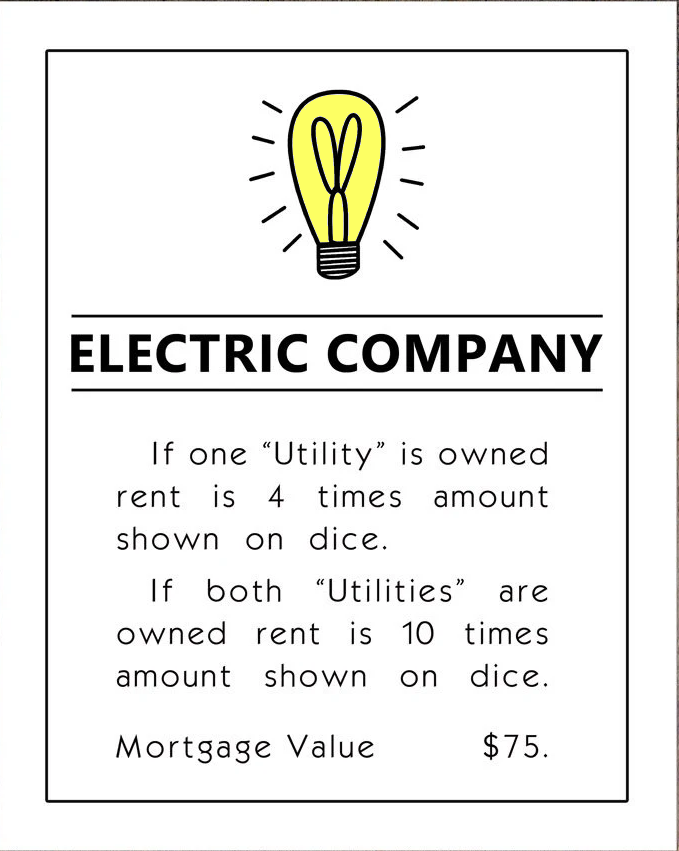 ELECTRIC COMPANY
If one “Utility” is owned
rent is 4 times amount
shown on dice.
If both “Utilities” are
owned rent is 10 times
amount shown on dice.
Mortgage Value $75.